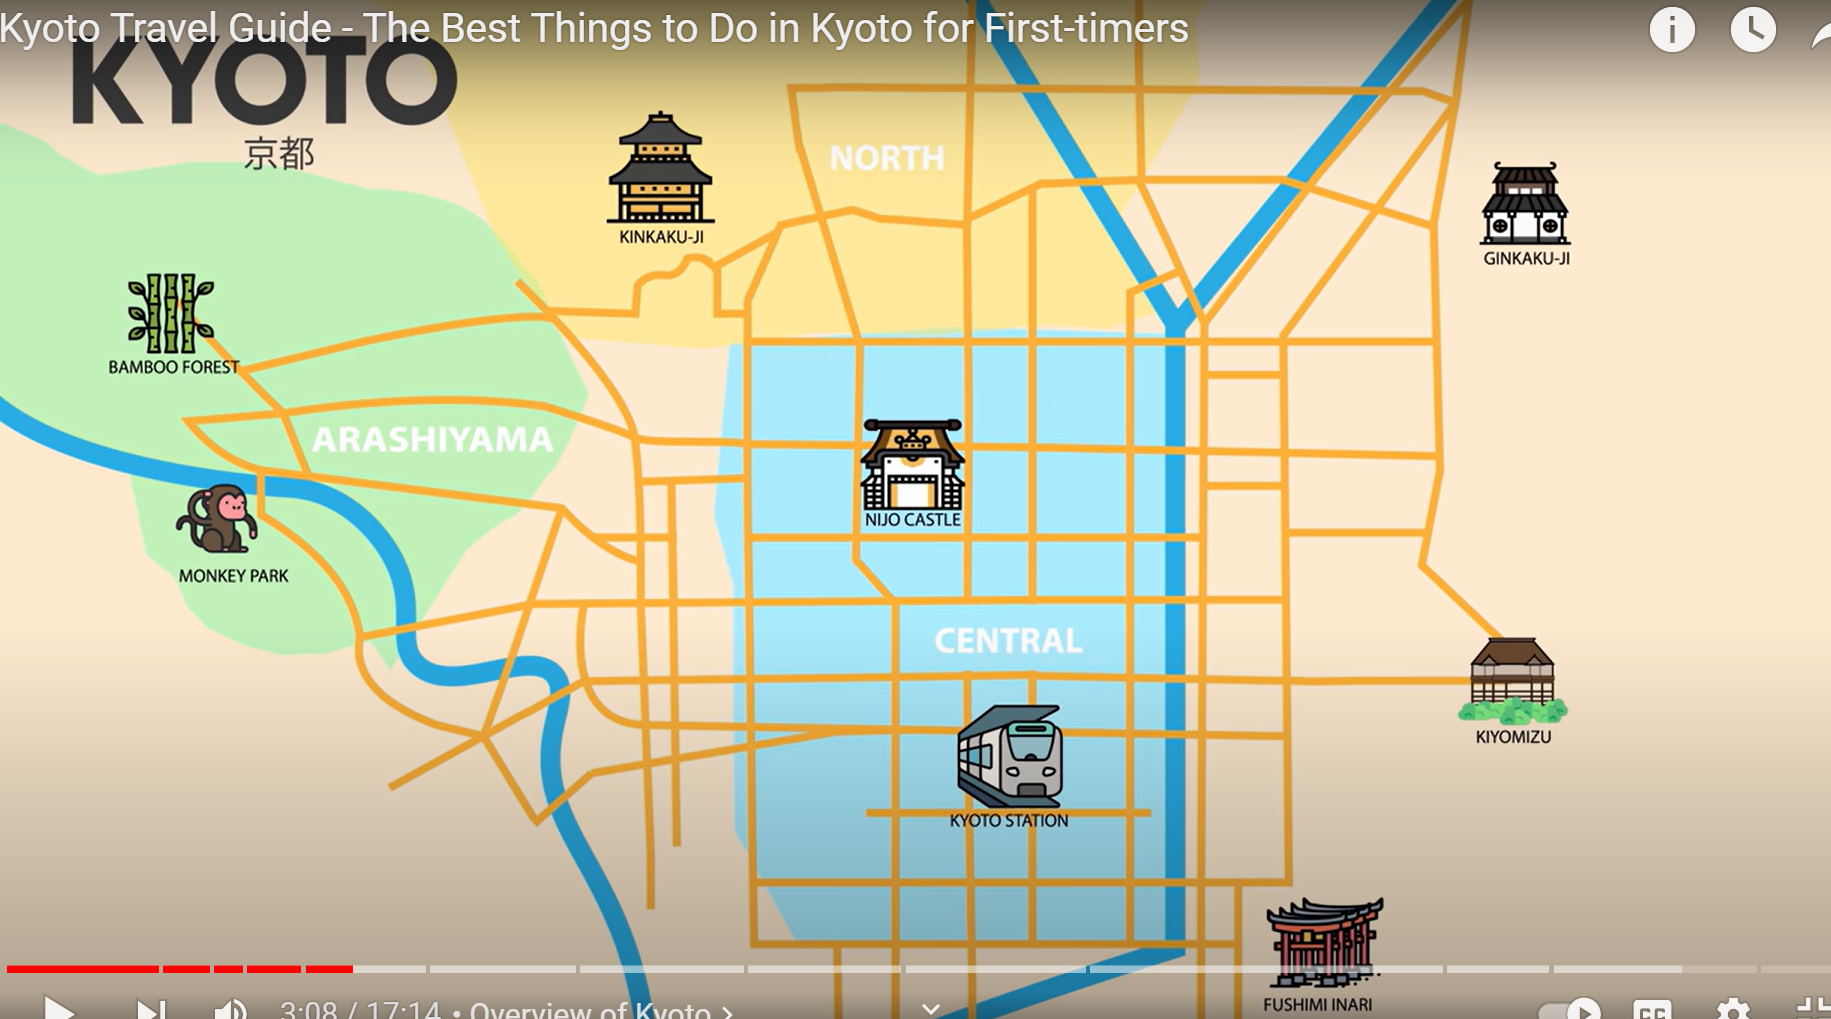 Kyoto Travel Guide - The Best Things to Do in Kyoto for First-timers
KYOTO
京都
NORTH
KINKAKU-JI
GINKAKU-JI
BAMBOO FOREST
ARASHIYAMA
NIJO CASTLE
MONKEY PARK
CENTRAL
KIYOMIZU
KYOTO STATION
FUSHIMI INARI
3:08 / 17:14 • Overview of Kyoto >
CC